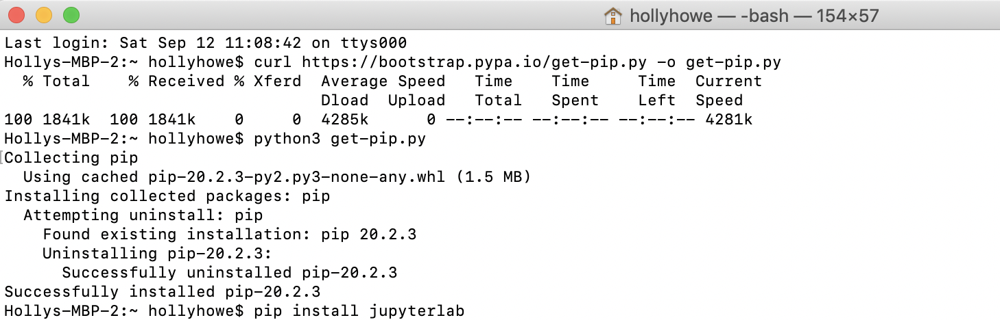 hollyhowe — -bash — 154×57
Last login: Sat Sep 12 11:08:42 on ttys000
Hollys-MBP-2:~ hollyhowe$ curl https://bootstrap.pypa.io/get-pip.py -o get-pip.py
  % Total    % Received % Xferd  Average Speed   Time    Time     Time  Current
                                 Dload  Upload   Total   Spent    Left  Speed
100 1841k  100 1841k    0     0  4285k      0 --:--:-- --:--:-- --:--:-- 4281k
Hollys-MBP-2:~ hollyhowe$ python3 get-pip.py
[Collecting pip
  Using cached pip-20.2.3-py2.py3-none-any.whl (1.5 MB)
Installing collected packages: pip
  Attempting uninstall: pip
    Found existing installation: pip 20.2.3
    Uninstalling pip-20.2.3:
      Successfully uninstalled pip-20.2.3
Successfully installed pip-20.2.3
Hollys-MBP-2:~ hollyhowe$ pip install jupyterlab